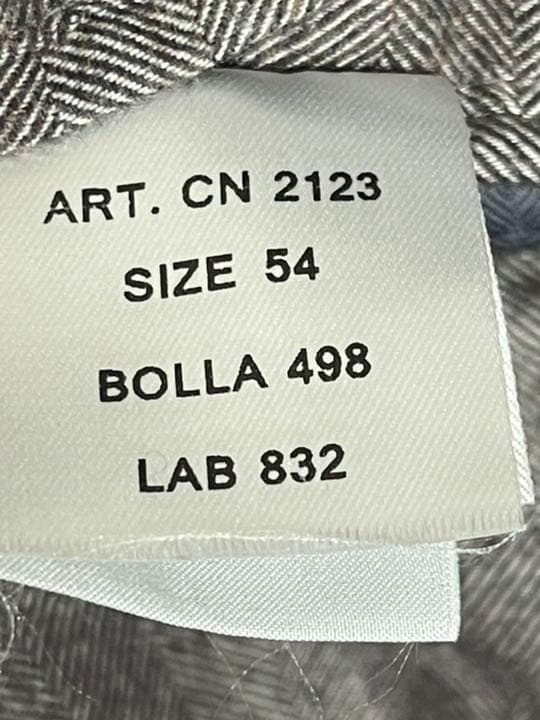 ART. CN 2123
SIZE 54
BOLLA 498
LAB 832